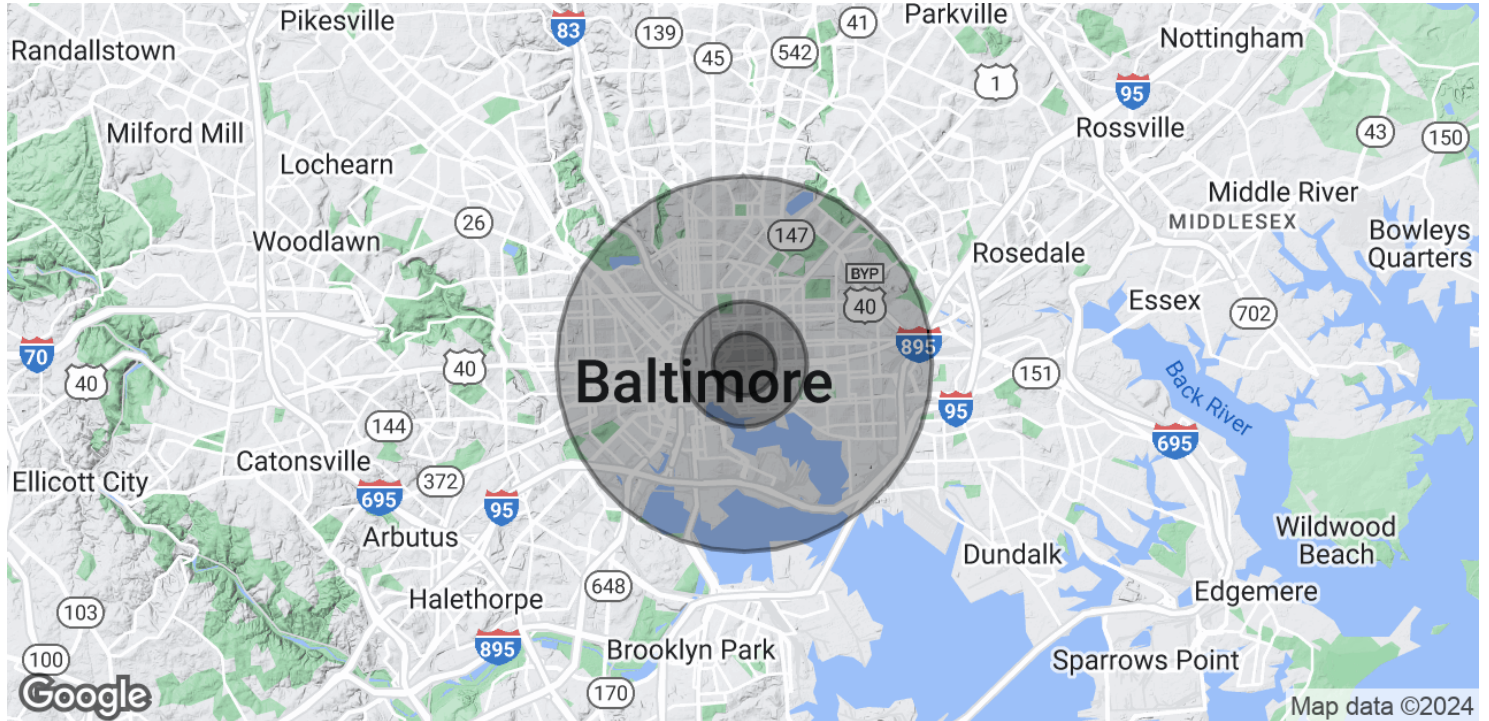 Pikesville
83
139
45
542
41
Parkville
Nottingham
Randallstown
1
95
Milford Mill
Rossville
43
150
Lochearn
Middle River
MIDDLESEX
26
147
Woodlawn
Rosedale
Bowleys
Quarters
BYP
40
Essex
702
70
40
40
895
151
Baltimore
95
Back River
144
695
Catonsville
372
Ellicott City
695
95
Arbutus
Wildwood
Beach
Dundalk
648
Halethorpe
Edgemere
103
895
Brooklyn Park
100
Sparrows Point
170
Google
Map data ©2024